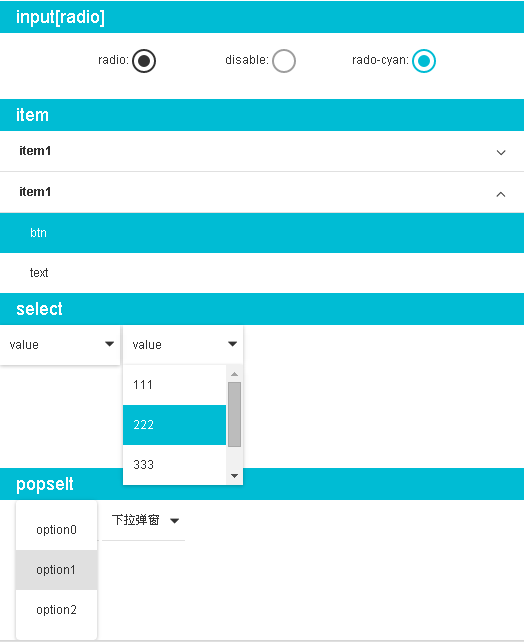 input[radio]
radio: disable: rado-cyan:
item
item1
item1
btn
text
select
value value
111
222
333
popselt
option0 下拉弹窗
option1
option2